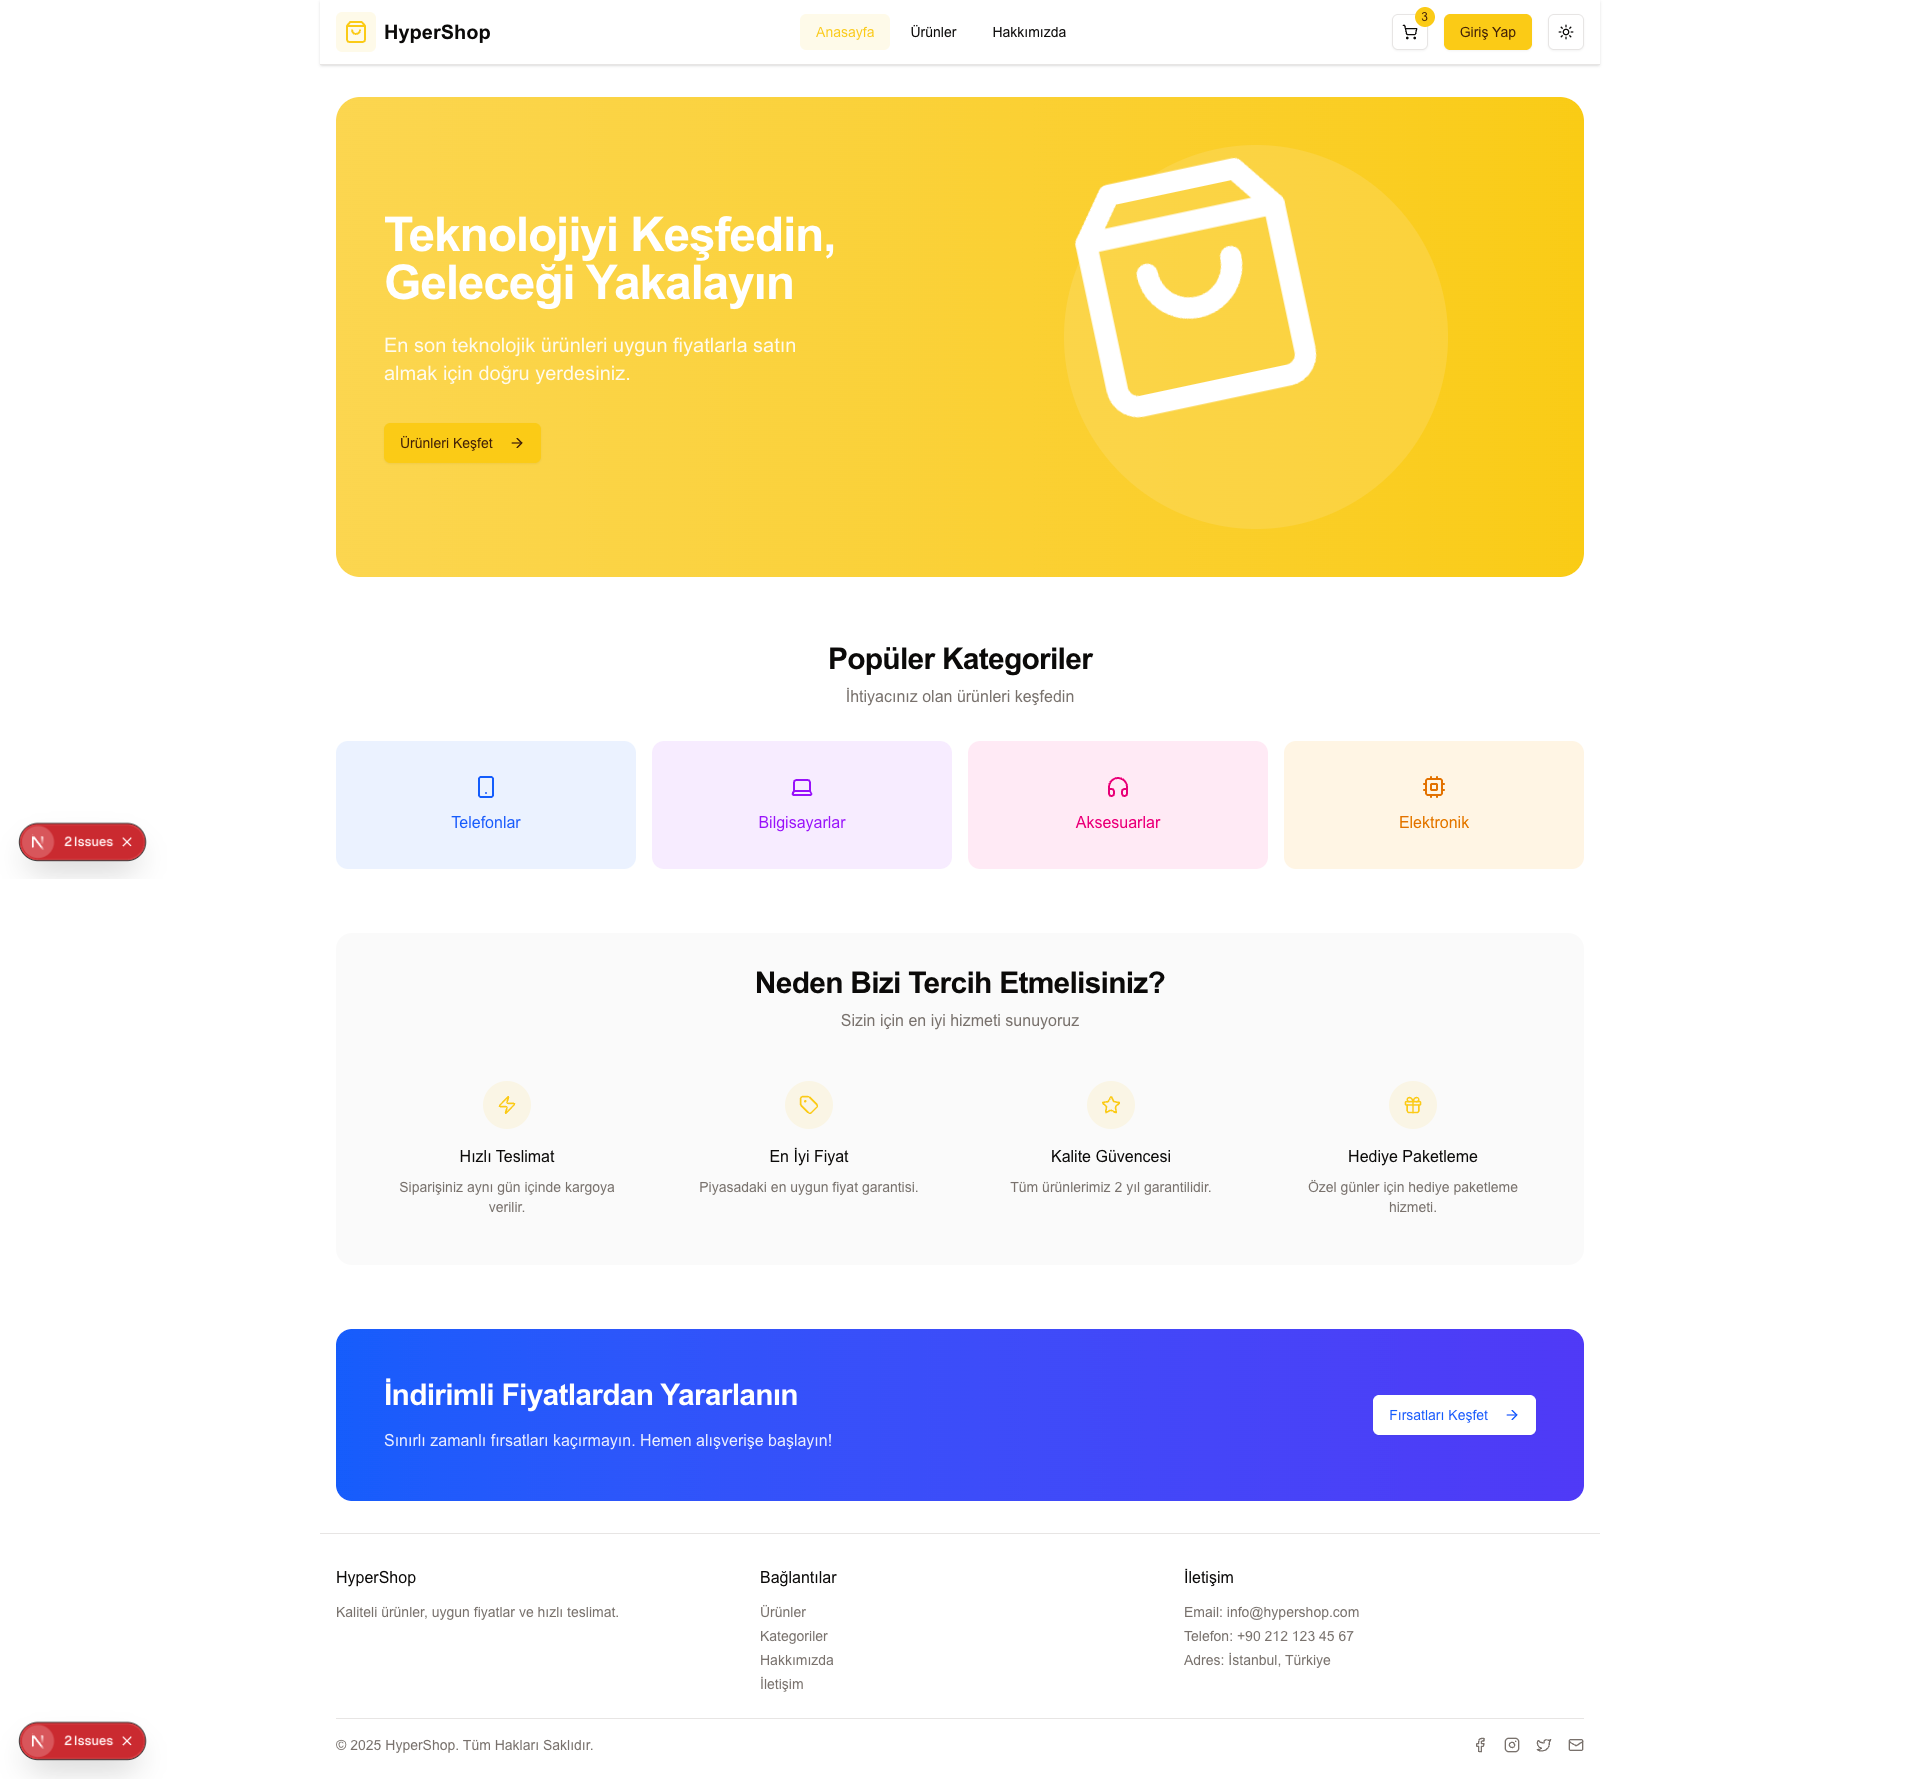 HyperShop
Anasayfa
Ürünler
Hakkımızda
3
Giriş Yap
Teknolojiyi Keşfedin,
Geleceği Yakalayın
En son teknolojik ürünleri uygun fiyatlarla satın
almak için doğru yerdesiniz.
Ürünleri Keşfet
Popüler Kategoriler
İhtiyacınız olan ürünleri keşfedin
Telefonlar
Bilgisayarlar
Aksesuarlar
Elektronik
N 2 Issues
Neden Bizi Tercih Etmelisiniz?
Sizin için en iyi hizmeti sunuyoruz
Hızlı Teslimat
Siparişiniz aynı gün içinde kargoya
verilir.
En İyi Fiyat
Piyasadaki en uygun fiyat garantisi.
Kalite Güvencesi
Tüm ürünlerimiz 2 yıl garantilidir.
Hediye Paketleme
Özel günler için hediye paketleme
hizmeti.
İndirimli Fiyatlardan Yararlanın
Sınırlı zamanlı fırsatları kaçırmayın. Hemen alışverişe başlayın!
Fırsatları Keşfet
HyperShop
Kaliteli ürünler, uygun fiyatlar ve hızlı teslimat.
Bağlantılar
Ürünler
Kategoriler
Hakkımızda
İletişim
İletişim
Email: info@hypershop.com
Telefon: +90 212 123 45 67
Adres: İstanbul, Türkiye
N 2 Issues
© 2025 HyperShop. Tüm Hakları Saklıdır.